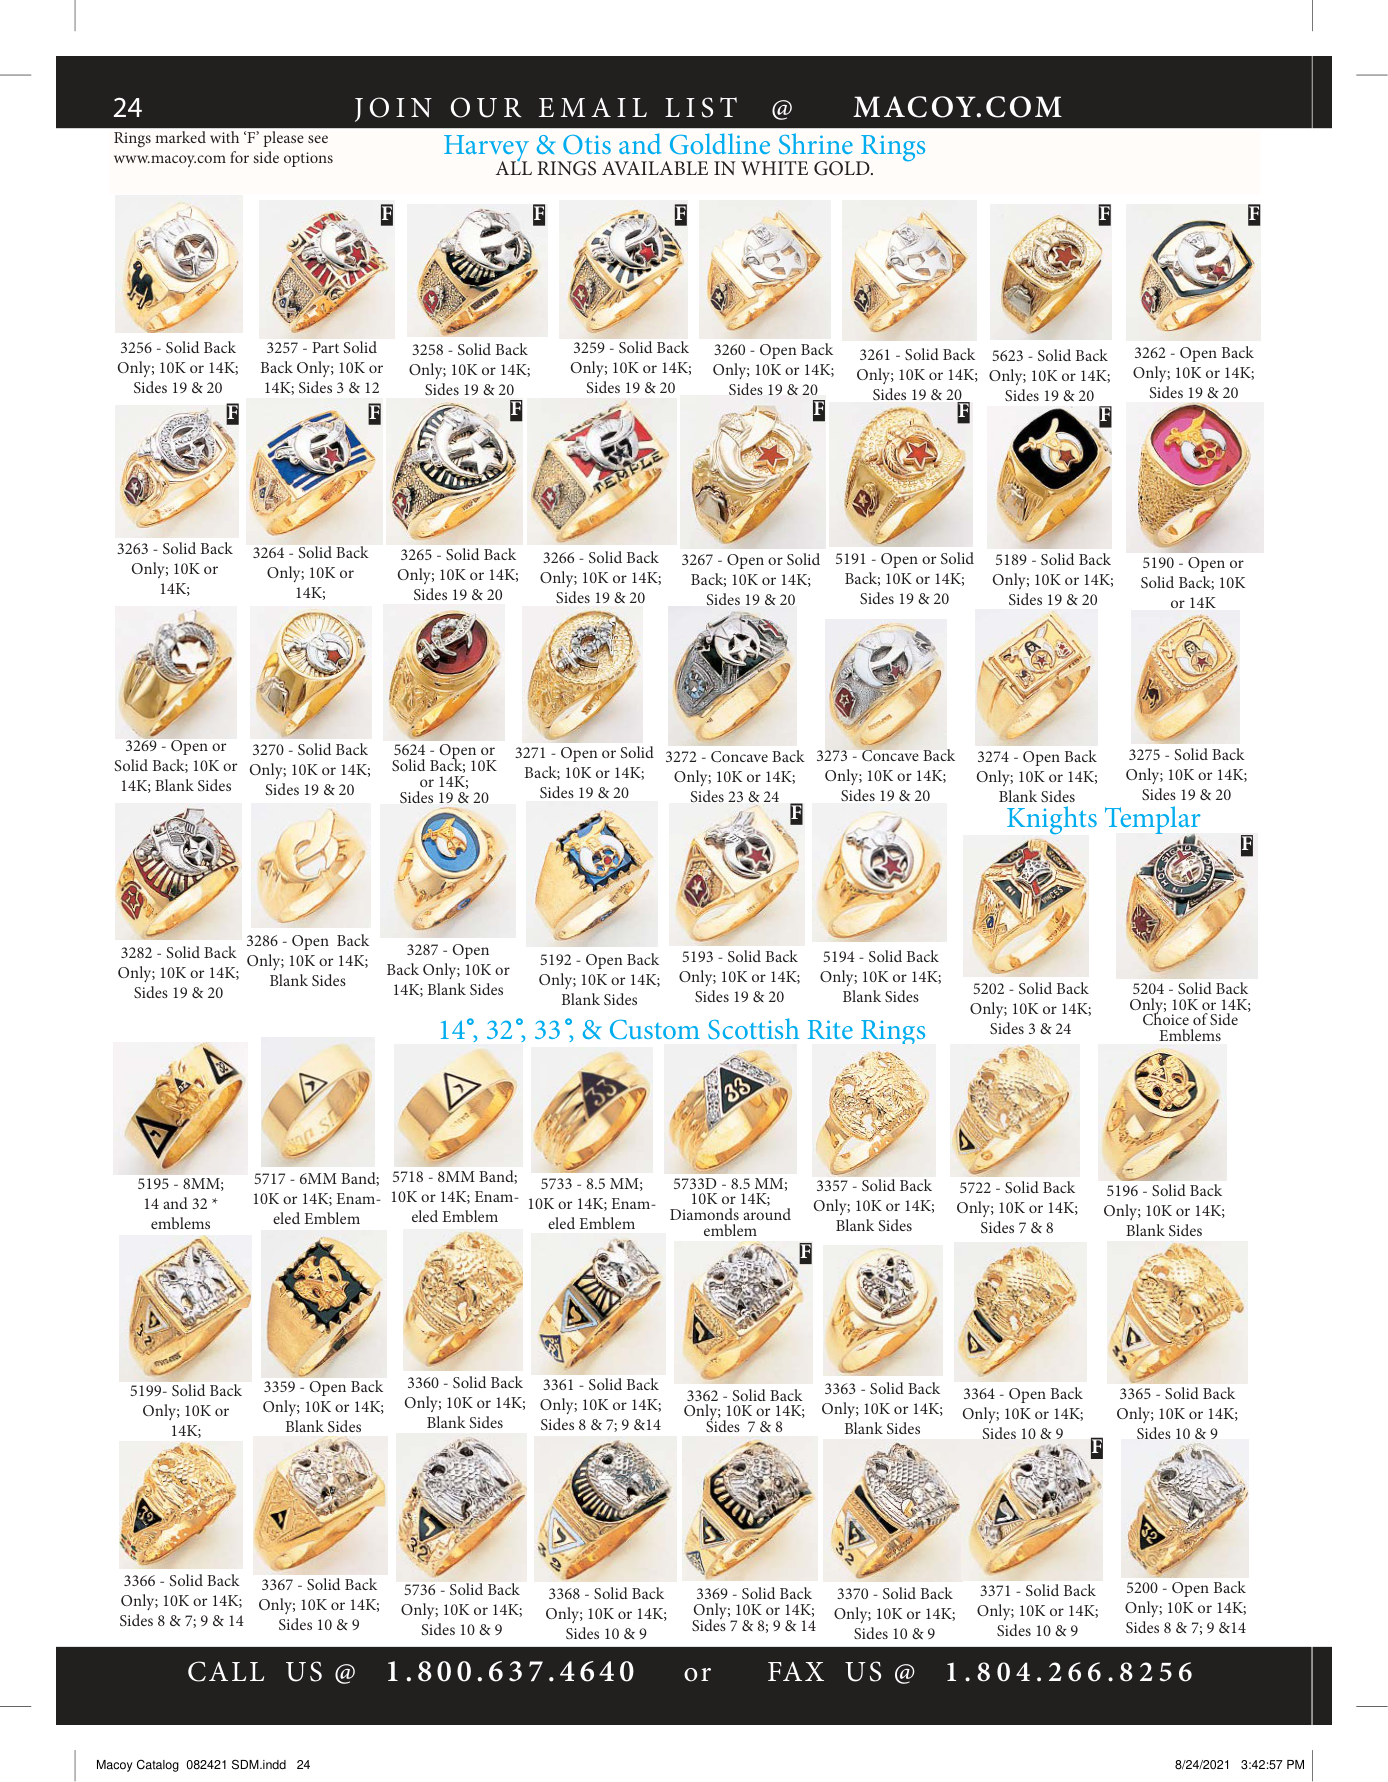 24 JOIN OUR EMAIL LIST @ MACOY.COM
Rings marked with ‘F’ please see
www.macoy.com for side options
Harvey & Otis and Goldline Shrine Rings
ALL RINGS AVAILABLE IN WHITE GOLD.
F
F
F
F
F
3256 - Solid Back
Only; 10K or 14K;
Sides 19 & 20
3257 - Part Solid
Back Only; 10K or
14K; Sides 3 & 12
3258 - Solid Back
Only; 10K or 14K;
Sides 19 & 20
3259 - Solid Back
Only; 10K or 14K;
Sides 19 & 20
3260 - Open Back
Only; 10K or 14K;
Sides 19 & 20
3261 - Solid Back
Only; 10K or 14K;
Sides 19 & 20
5623 - Solid Back
Only; 10K or 14K;
Sides 19 & 20
3262 - Open Back
Only; 10K or 14K;
Sides 19 & 20
F
F
F
TEMPLE
F
F
F
3263 - Solid Back
Only; 10K or
14K;
3264 - Solid Back
Only; 10K or
14K;
3265 - Solid Back
Only; 10K or 14K;
Sides 19 & 20
3266 - Solid Back
Only; 10K or 14K;
Sides 19 & 20
3267 - Open or Solid
Back; 10K or 14K;
Sides 19 & 20
5191 - Open or Solid
Back; 10K or 14K;
Sides 19 & 20
5189 - Solid Back
Only; 10K or 14K;
Sides 19 & 20
5190 - Open or
Solid Back; 10K
or 14K
3269 - Open or
Solid Back; 10K or
14K; Blank Sides
3270 - Solid Back
Only; 10K or 14K;
Sides 19 & 20
5624 - Open or
Solid Back; 10K
or 14K;
Sides 19 & 20
3271 - Open or Solid
Back; 10K or 14K;
Sides 19 & 20
3272 - Concave Back
Only; 10K or 14K;
Sides 23 & 24
3273 - Concave Back
Only; 10K or 14K;
Sides 19 & 20
3274 - Open Back
Only; 10K or 14K;
Blank Sides
3275 - Solid Back
Only; 10K or 14K;
Sides 19 & 20
F
3282 - Solid Back
Only; 10K or 14K;
Sides 19 & 20
3286 - Open  Back
Only; 10K or 14K;
Blank Sides
3287 - Open
Back Only; 10K or
14K; Blank Sides
5192 - Open Back
Only; 10K or 14K;
Blank Sides
5193 - Solid Back
Only; 10K or 14K;
Sides 19 & 20
5194 - Solid Back
Only; 10K or 14K;
Blank Sides
Knights Templar
F
5202 - Solid Back
Only; 10K or 14K;
Sides 3 & 24
5204 - Solid Back
Only; 10K or 14K;
Choice of Side
Emblems
14°, 32°, 33°, & Custom Scottish Rite Rings
33
33
5195 - 8MM;
14 and 32 *
emblems
5717 - 6MM Band;
10K or 14K; Enam-
eled Emblem
5718 - 8MM Band;
10K or 14K; Enam-
eled Emblem
5733 - 8.5 MM;
10K or 14K; Enam-
eled Emblem
5733D - 8.5 MM;
10K or 14K;
Diamonds around
emblem
3357 - Solid Back
Only; 10K or 14K;
Blank Sides
5722 - Solid Back
Only; 10K or 14K;
Sides 7 & 8
5196 - Solid Back
Only; 10K or 14K;
Blank Sides
F
32
5199- Solid Back
Only; 10K or
14K;
3359 - Open Back
Only; 10K or 14K;
Blank Sides
3360 - Solid Back
Only; 10K or 14K;
Blank Sides
3361 - Solid Back
Only; 10K or 14K;
Sides 8 & 7; 9 &14
3362 - Solid Back
Only; 10K or 14K;
Sides  7 & 8
3363 - Solid Back
Only; 10K or 14K;
Blank Sides
3364 - Open Back
Only; 10K or 14K;
Sides 10 & 9
3365 - Solid Back
Only; 10K or 14K;
Sides 10 & 9
32
32
32
32
F
32
3366 - Solid Back
Only; 10K or 14K;
Sides 8 & 7; 9 & 14
3367 - Solid Back
Only; 10K or 14K;
Sides 10 & 9
5736 - Solid Back
Only; 10K or 14K;
Sides 10 & 9
3368 - Solid Back
Only; 10K or 14K;
Sides 10 & 9
3369 - Solid Back
Only; 10K or 14K;
Sides 7 & 8; 9 & 14
3370 - Solid Back
Only; 10K or 14K;
Sides 10 & 9
3371 - Solid Back
Only; 10K or 14K;
Sides 10 & 9
5200 - Open Back
Only; 10K or 14K;
Sides 8 & 7; 9 &14
CALL US @ 1.800.637.4640 or FAX US @ 1.804.266.8256
Macoy Catalog  082421 SDM.indd   24
8/24/2021   3:42:57 PM